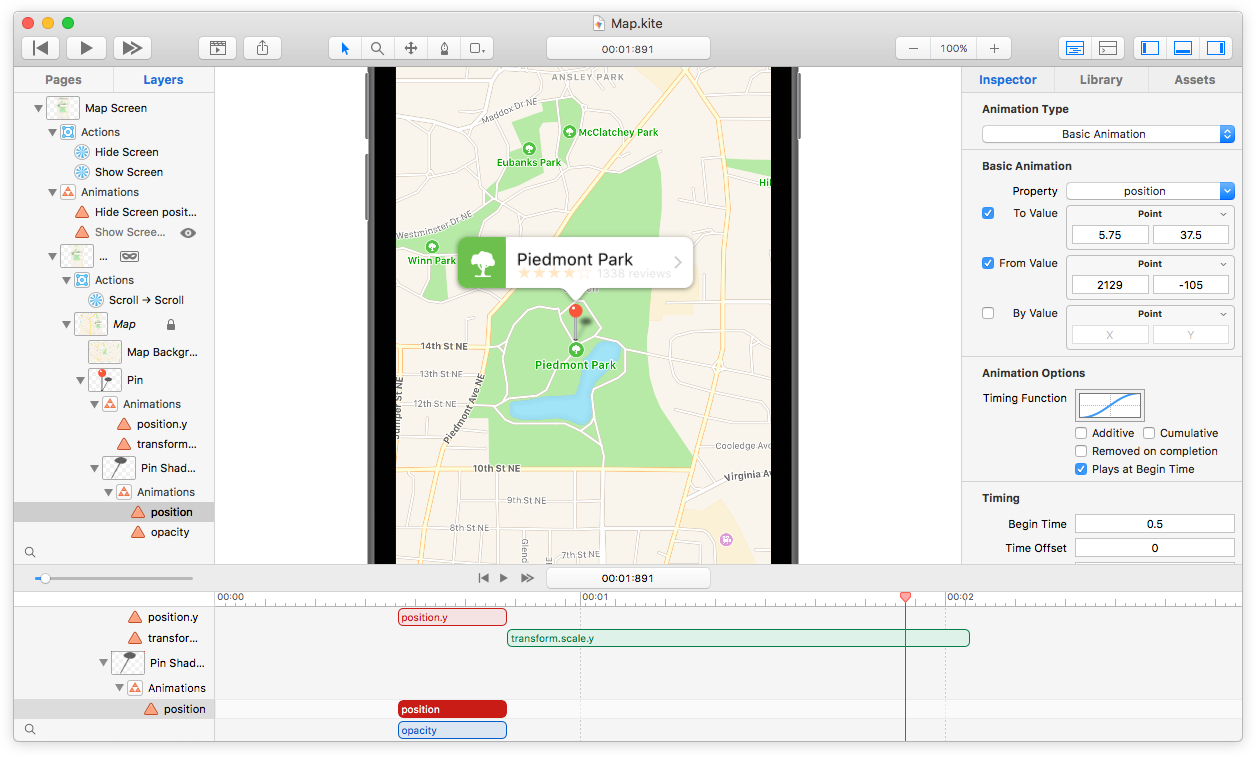 Map.kite
00:01:891
100%
Pages
Layers
Map Screen
Actions
Hide Screen
Show Screen
Animations
Hide Screen posit...
Show Scree...
...
Actions
Scroll → Scroll
Map
Map Backgr...
Pin
Animations
position.y
transform...
Pin Shad...
Animations
position
opacity
ANSLEY PARK
Maddox Dr NE
McClatchey Park
Eubanks Park
Westminster Dr NE
Winn Park
Piedmont Park
1338 reviews
14th St NE
Piedmont Park
13th St NE
12th St NE
Juniper St NE
Piedmont Ave NE
Cooledge Ave
10th St NE
Virginia Av
9th St NE
8th St NE
Glend
7th St NE
Inspector
Library
Assets
Animation Type
Basic Animation
Basic Animation
Property
position
To Value
Point
5.75
37.5
From Value
Point
2129
-105
By Value
Point
X
Y
Animation Options
Timing Function
Additive
Cumulative
Removed on completion
Plays at Begin Time
Timing
Begin Time
0.5
Time Offset
0
00:01:891
00:00
00:01
00:02
position.y
position.y
transfor...
transform.scale.y
Pin Shad...
Animations
position
position
opacity